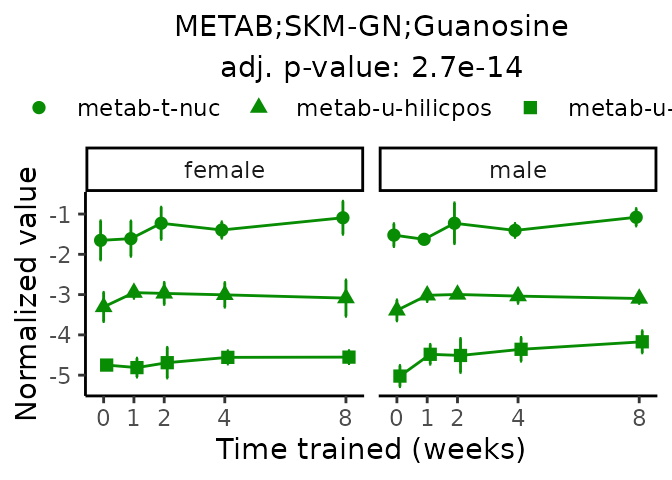 METAB;SKM-GN;Guanosine
adj. p-value: 2.7e-14
metab-t-nuc metab-u-hilicpos metab-u-
female male
Normalized value
-1
-2
-3
-4
-5
0 1 2 4 8 0 1 2 4 8
Time trained (weeks)